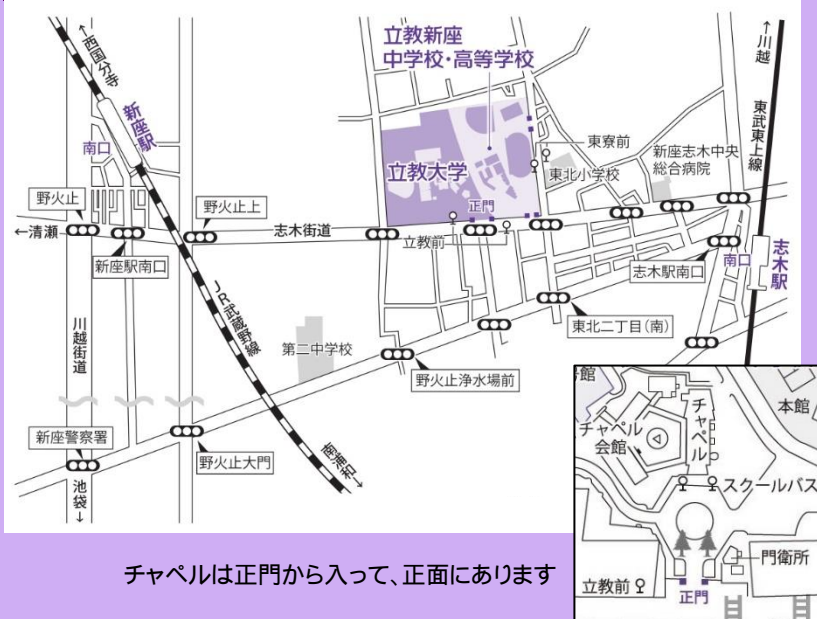 ←西国分寺
新座駅
南口
野火止
←清瀬
新座駅南口
野火止上
志木街道
川越街道
JR武蔵野線
新座警察署
池袋↓
野火止大門
南浦和→
第二中学校
立教新座
中学校・高等学校
立教大学
正門
立教前
東寮前
東北小学校
新座志木中央
総合病院
←川越
東武東上線
志木駅
南口
志木駅南口
東北二丁目(南)
野火止浄水場前
館
チャペル
会館
チャペル
本館
スクールバス
門衛所
立教前
正門
チャペルは正門から入って、正面にあります